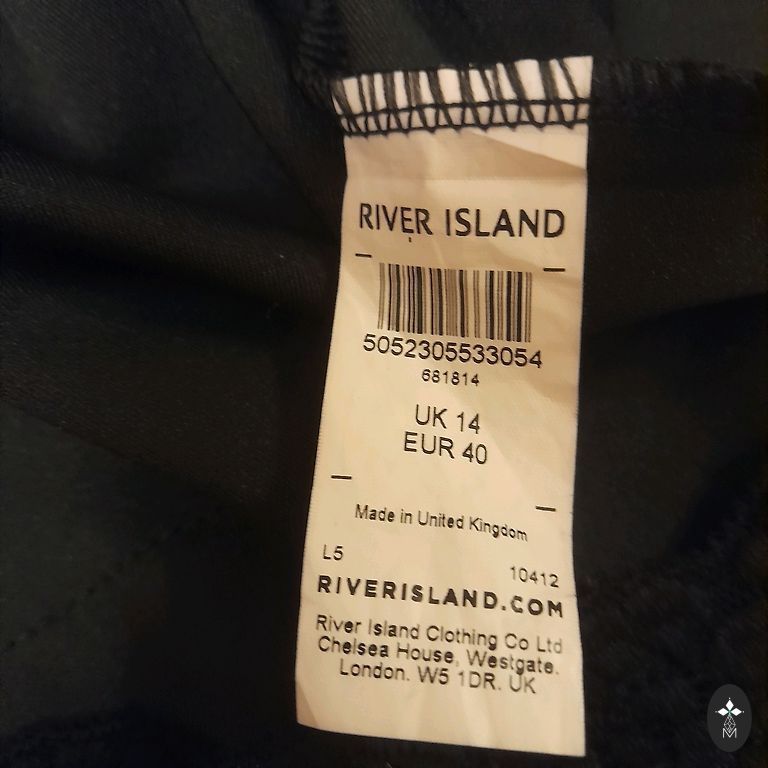 RIVER ISLAND
5052305533054
681814
UK 14
EUR 40
Made in United Kingdom
L5
10412
RIVERISLAND.COM
River Island Clothing Co Ltd
Chelsea House, Westgate.
London. W5 1DR. UK
M